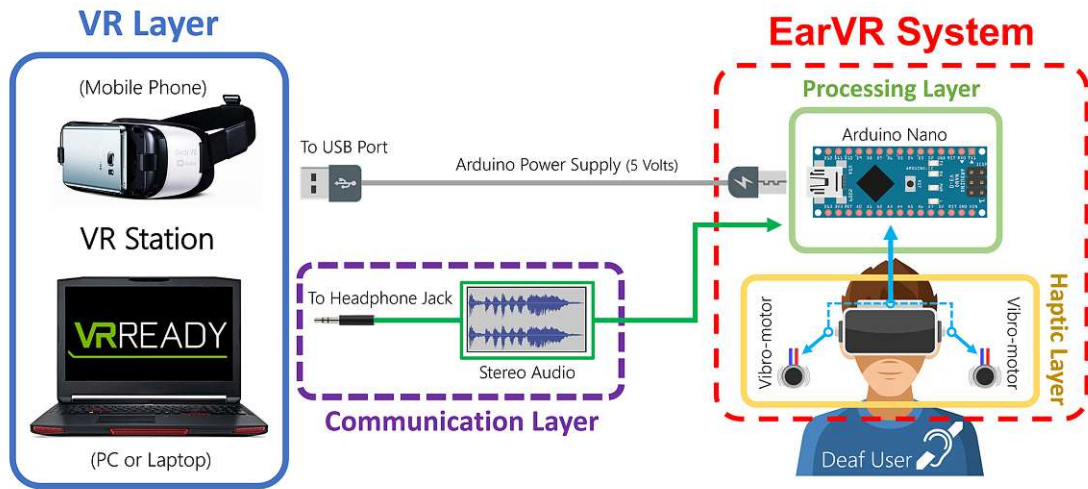 VR Layer
(Mobile Phone)
VR Station
VRREADY
(PC or Laptop)
To USB Port
Arduino Power Supply (5 Volts)
To Headphone Jack
Stereo Audio
Communication Layer
EarVR System
Processing Layer
Arduino Nano
Haptic Layer
Vibro-motor
Vibro-motor
Deaf User